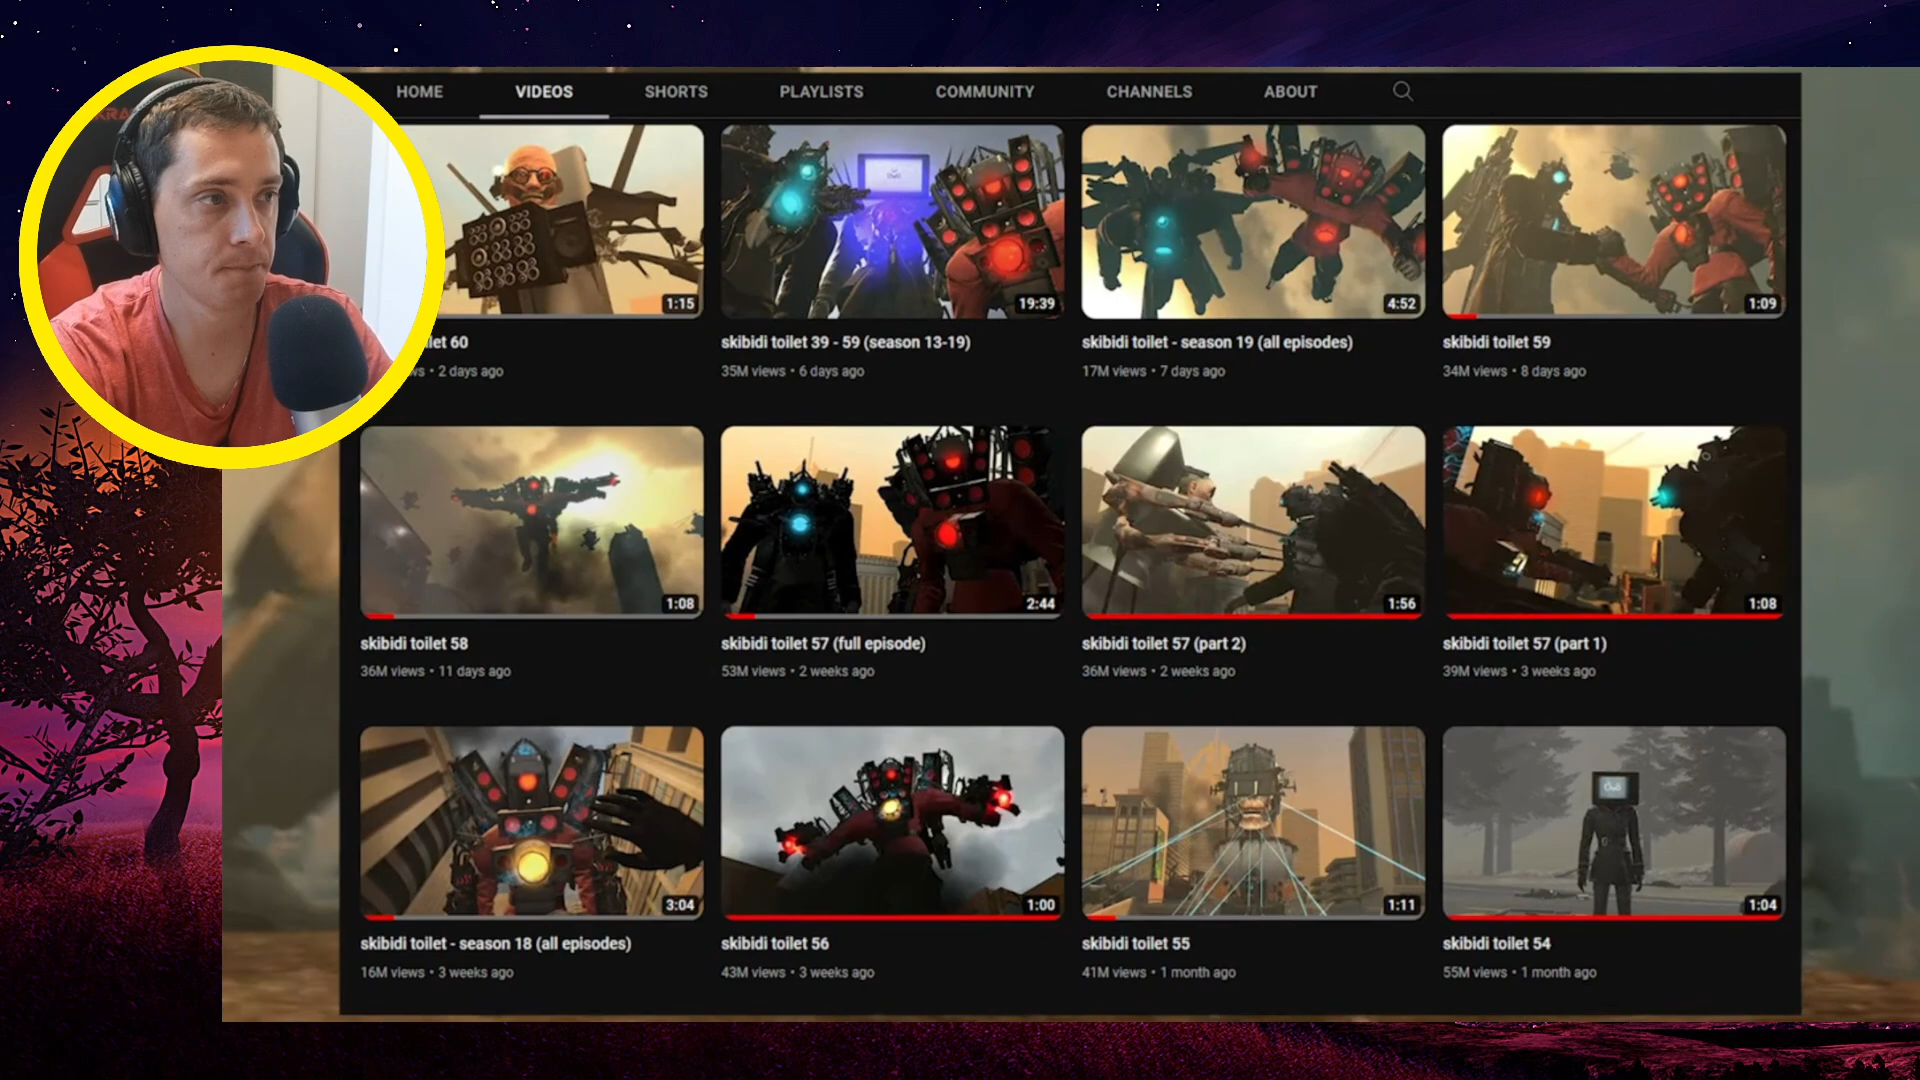 HOME VIDEOS SHORTS PLAYLISTS COMMUNITY CHANNELS ABOUT
1:15 19:39 4:52 1:09
60 skibidi toilet 39 - 59 (season 13-19) skibidi toilet - season 19 (all episodes) skibidi toilet 59
• 2 days ago 35M views • 6 days ago 17M views • 7 days ago 34M views • 8 days ago
1:08 2:44 1:56 1:08
skibidi toilet 58 skibidi toilet 57 (full episode) skibidi toilet 57 (part 2) skibidi toilet 57 (part 1)
36M views • 11 days ago 53M views • 2 weeks ago 36M views • 2 weeks ago 39M views • 3 weeks ago
3:04 1:00 1:11 1:04
skibidi toilet - season 18 (all episodes) skibidi toilet 56 skibidi toilet 55 skibidi toilet 54
16M views • 3 weeks ago 43M views • 3 weeks ago 41M views • 1 month ago 55M views • 1 month ago